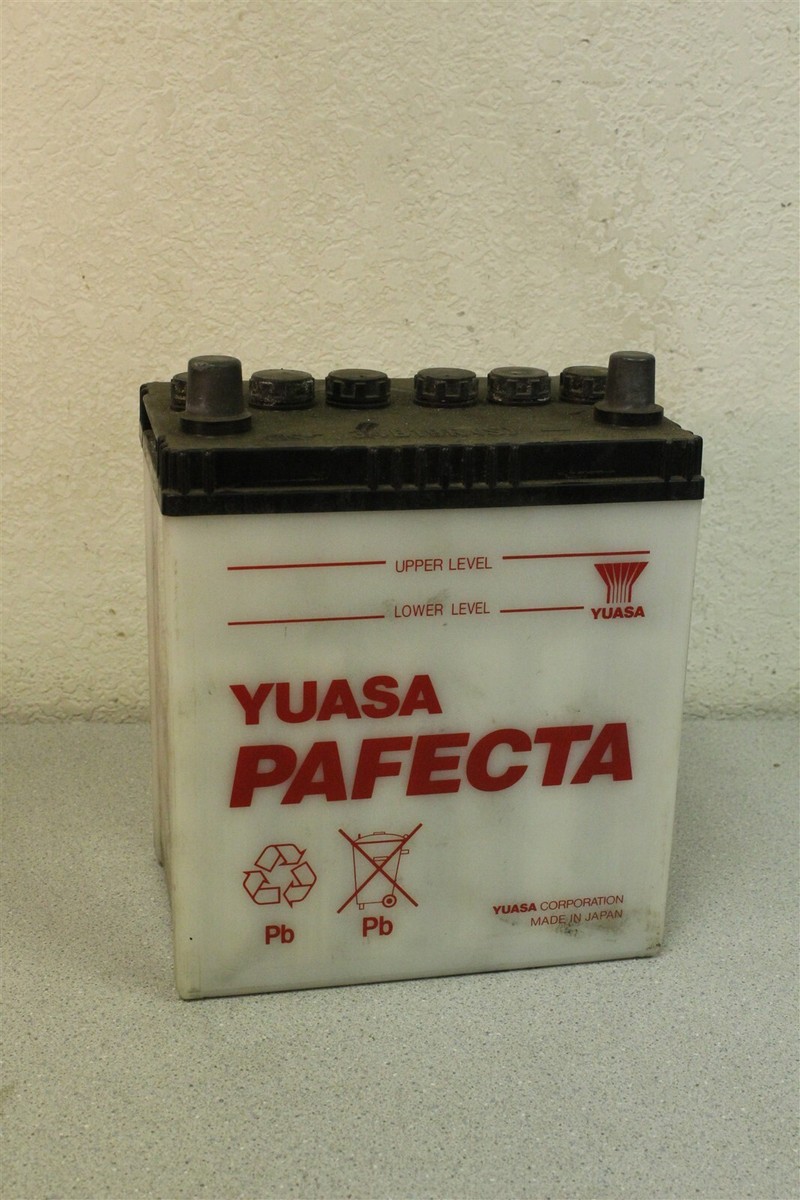 UPPER LEVEL
LOWER LEVEL
YUASA
YUASA
PAFECTA
Pb
Pb
YUASA CORPORATION
MADE IN JAPAN